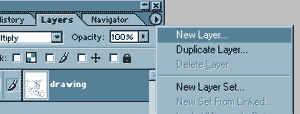 History Layers Navigator
ltiply Opacity: 100%
k:
drawing
New Layer...
Duplicate Layer...
Delete Layer
New Layer Set...
New Set From Linked...